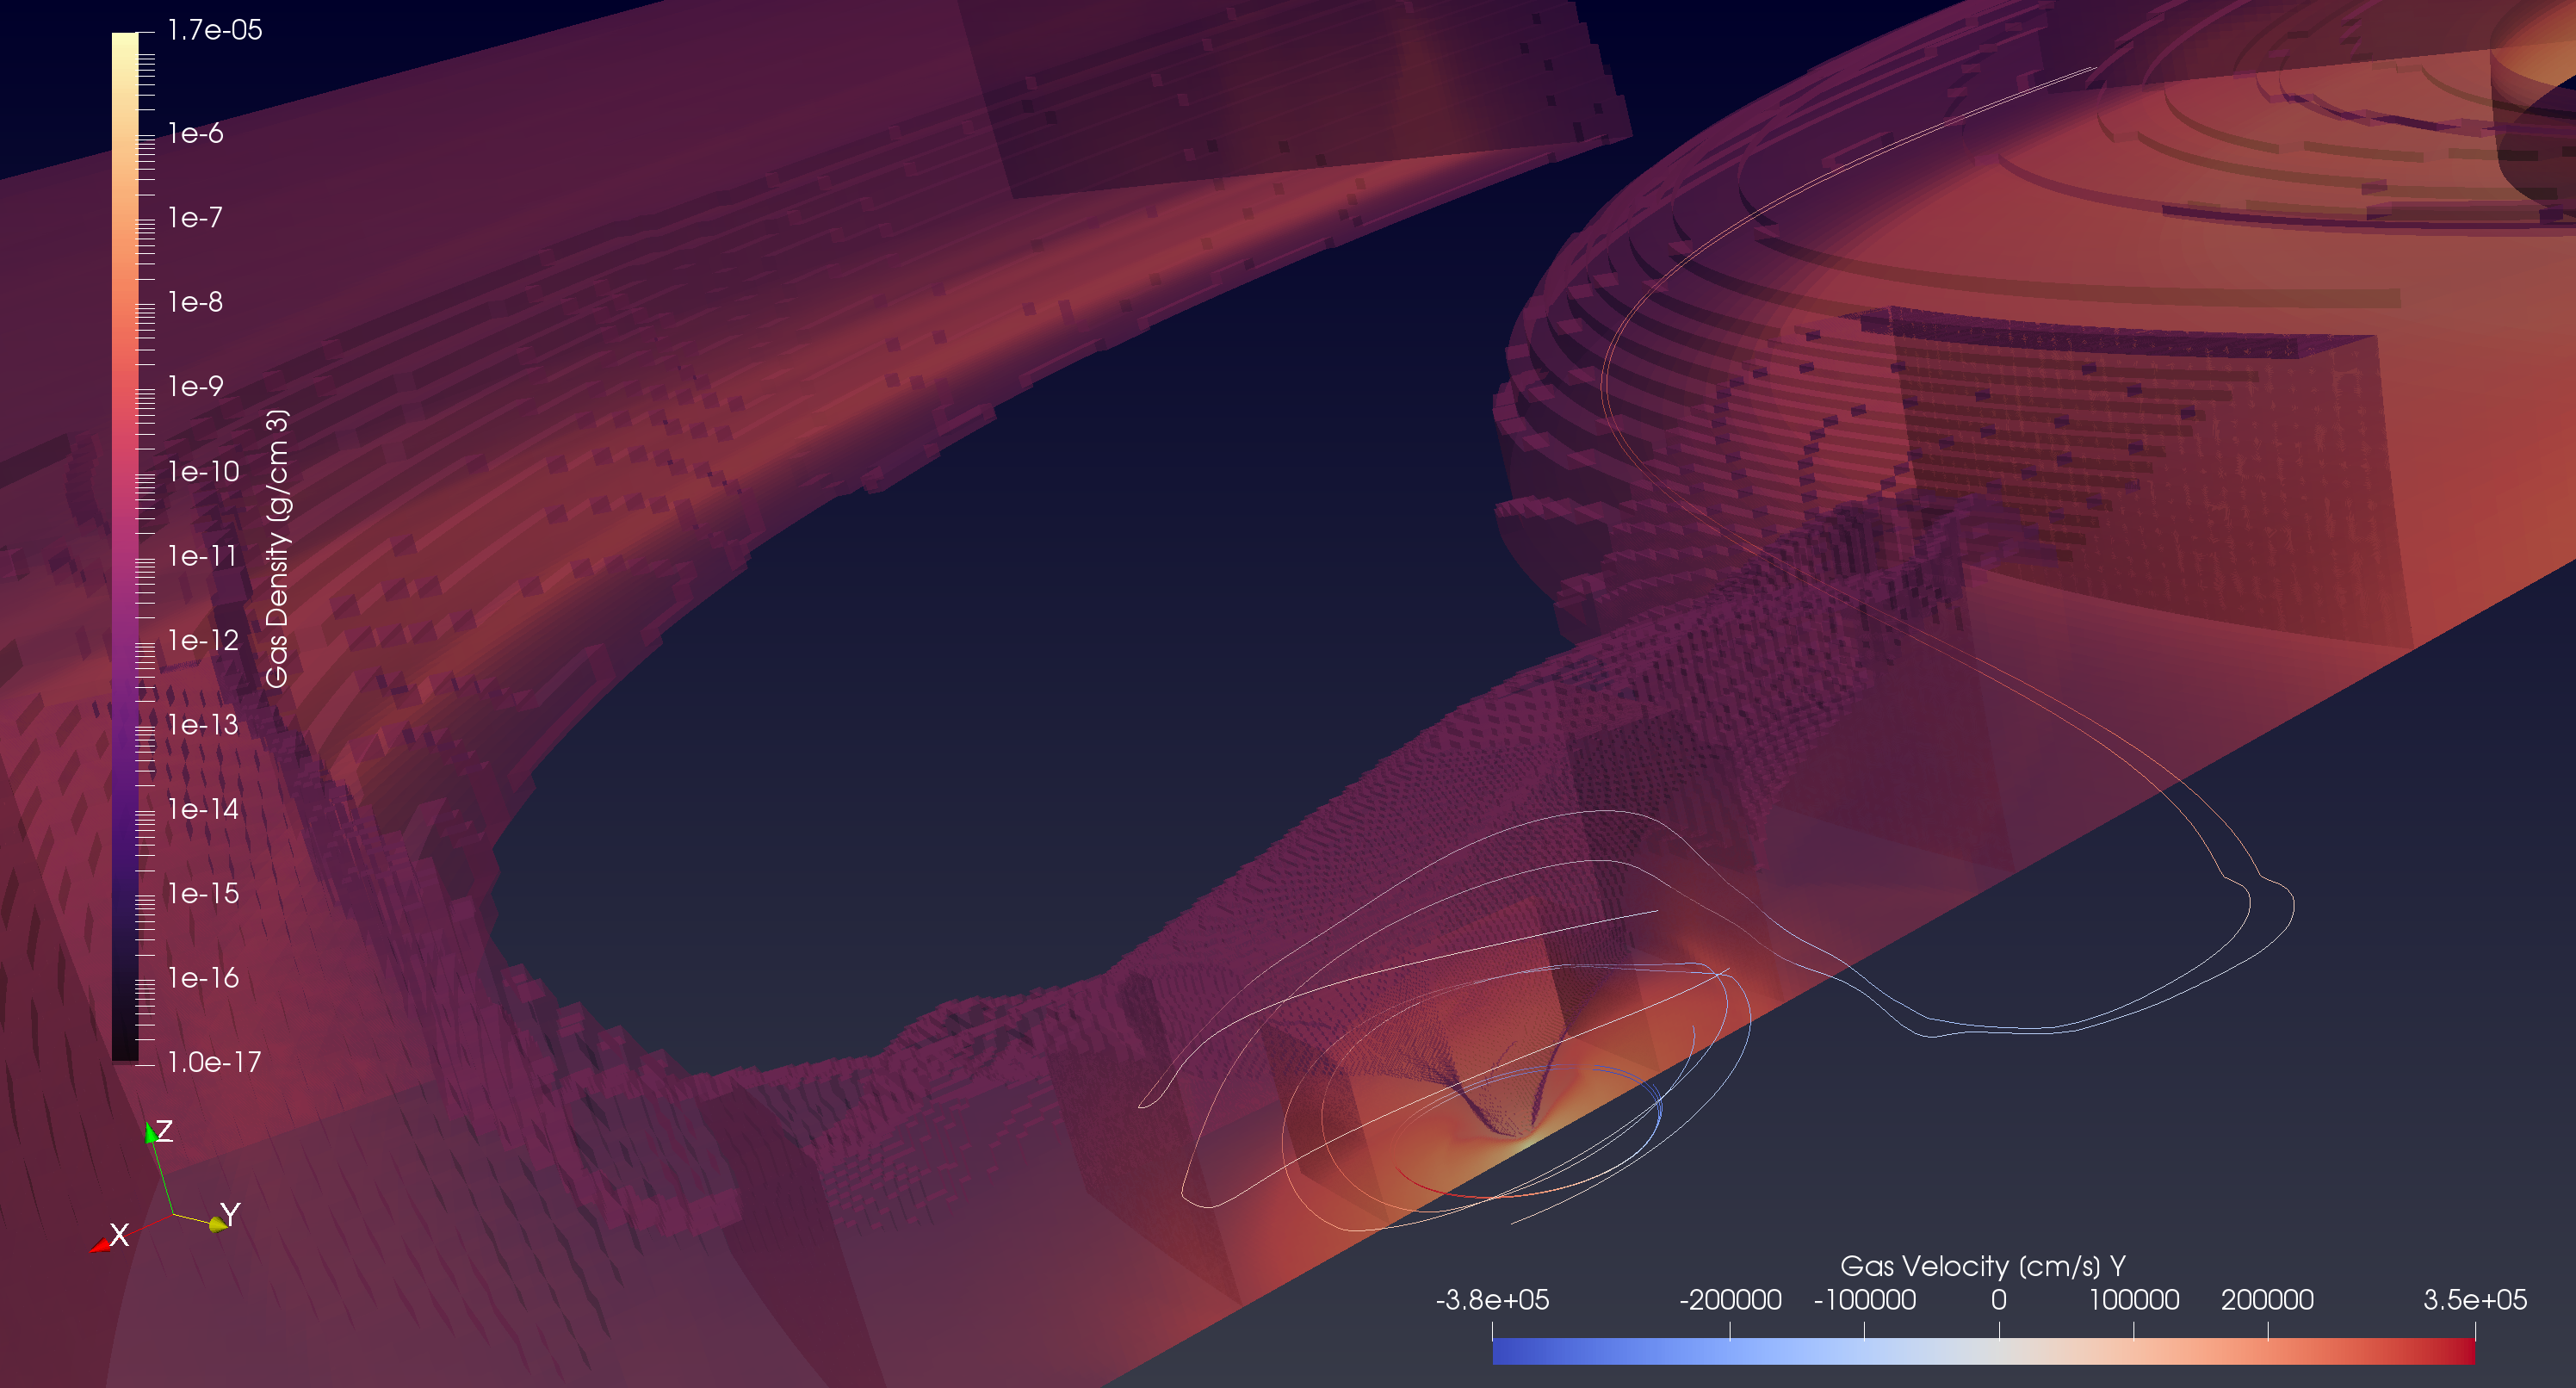 1.7e-05
1e-6
1e-7
1e-8
1e-9
1e-10
1e-11
1e-12
1e-13
1e-14
1e-15
1e-16
1.0e-17
Gas Density (g/cm 3)
Z
Y
X
Gas Velocity (cm/s) Y
-3.8e+05 -200000 -100000 0 100000 200000 3.5e+05